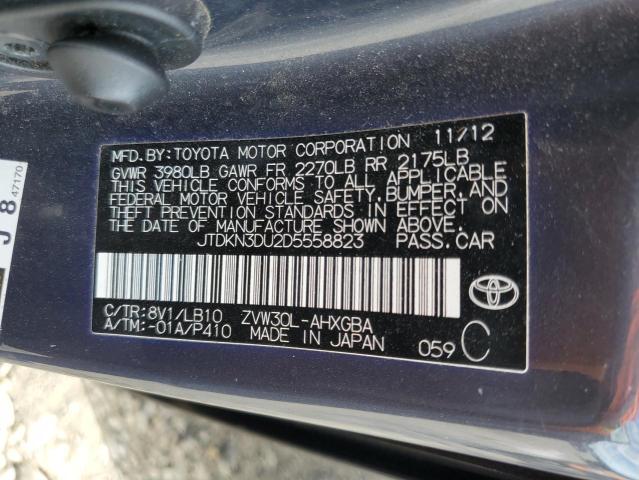 MFD.BY:TOYOTA MOTOR CORPORATION 11/12
GVWR 3980LB GAWR FR 2270LB RR 2175LB
THIS VEHICLE CONFORMS TO ALL APPLICABLE
FEDERAL MOTOR VEHICLE SAFETY,BUMPER, AND
THEFT PREVENTION STANDARDS IN EFFECT ON
THE DATE OF MANUFACTURE SHOWN ABOVE.
JTDKN3DU2D5558823 PASS.CAR
C/TR:8V1/LB10 ZVW30L-AHXGBA
A/TM:-01A/P410 MADE IN JAPAN 059 C
J 8 47170